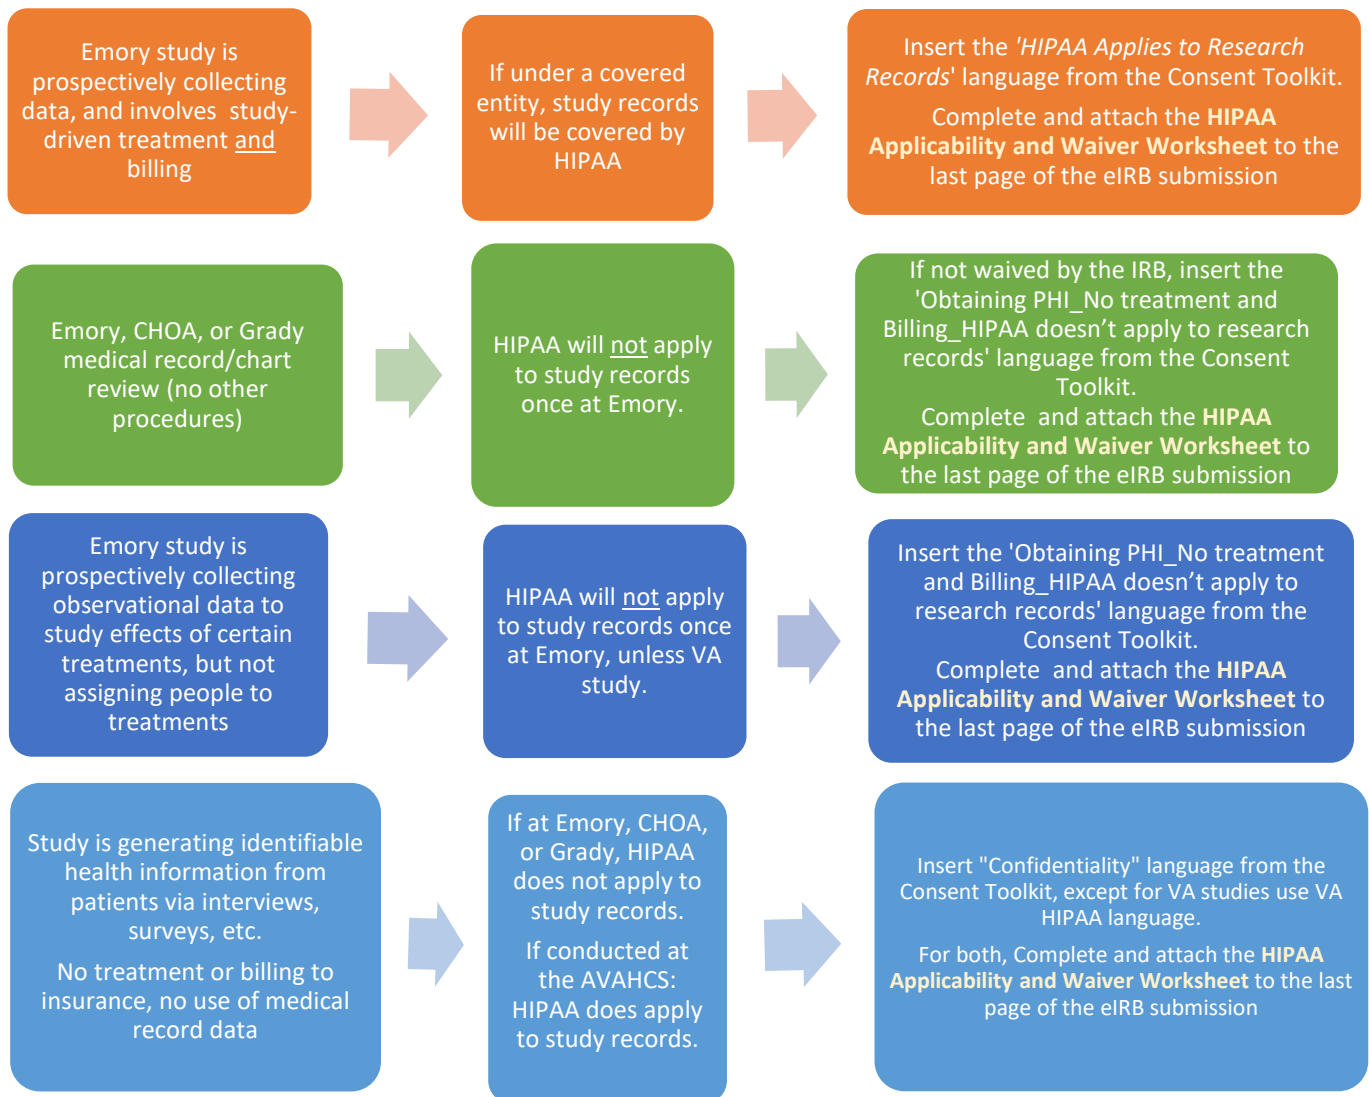 Emory study is
prospectively collecting
data, and involves study-
driven treatment and
billing
If under a covered
entity, study records
will be covered by
HIPAA
Insert the 'HIPAA Applies to Research
Records' language from the Consent Toolkit.
Complete and attach the HIPAA
Applicability and Waiver Worksheet to the
last page of the eIRB submission
Emory, CHOA, or Grady
medical record/chart
review (no other
procedures)
HIPAA will not apply
to study records
once at Emory.
If not waived by the IRB, insert the
'Obtaining PHI_No treatment and
Billing_HIPAA doesn’t apply to research
records' language from the Consent
Toolkit.
Complete and attach the HIPAA
Applicability and Waiver Worksheet to
the last page of the eIRB submission
Emory study is
prospectively collecting
observational data to
study effects of certain
treatments, but not
assigning people to
treatments
HIPAA will not apply
to study records once
at Emory, unless VA
study.
Insert the 'Obtaining PHI_No treatment
and Billing_HIPAA doesn’t apply to
research records' language from the
Consent Toolkit.
Complete and attach the HIPAA
Applicability and Waiver Worksheet to
the last page of the eIRB submission
Study is generating identifiable
health information from
patients via interviews,
surveys, etc.
No treatment or billing to
insurance, no use of medical
record data
If at Emory, CHOA,
or Grady, HIPAA
does not apply to
study records.
If conducted at
the AVAHCS:
HIPAA does apply
to study records.
Insert "Confidentiality" language from the
Consent Toolkit, except for VA studies use VA
HIPAA language.
For both, Complete and attach the HIPAA
Applicability and Waiver Worksheet to the last
page of the eIRB submission